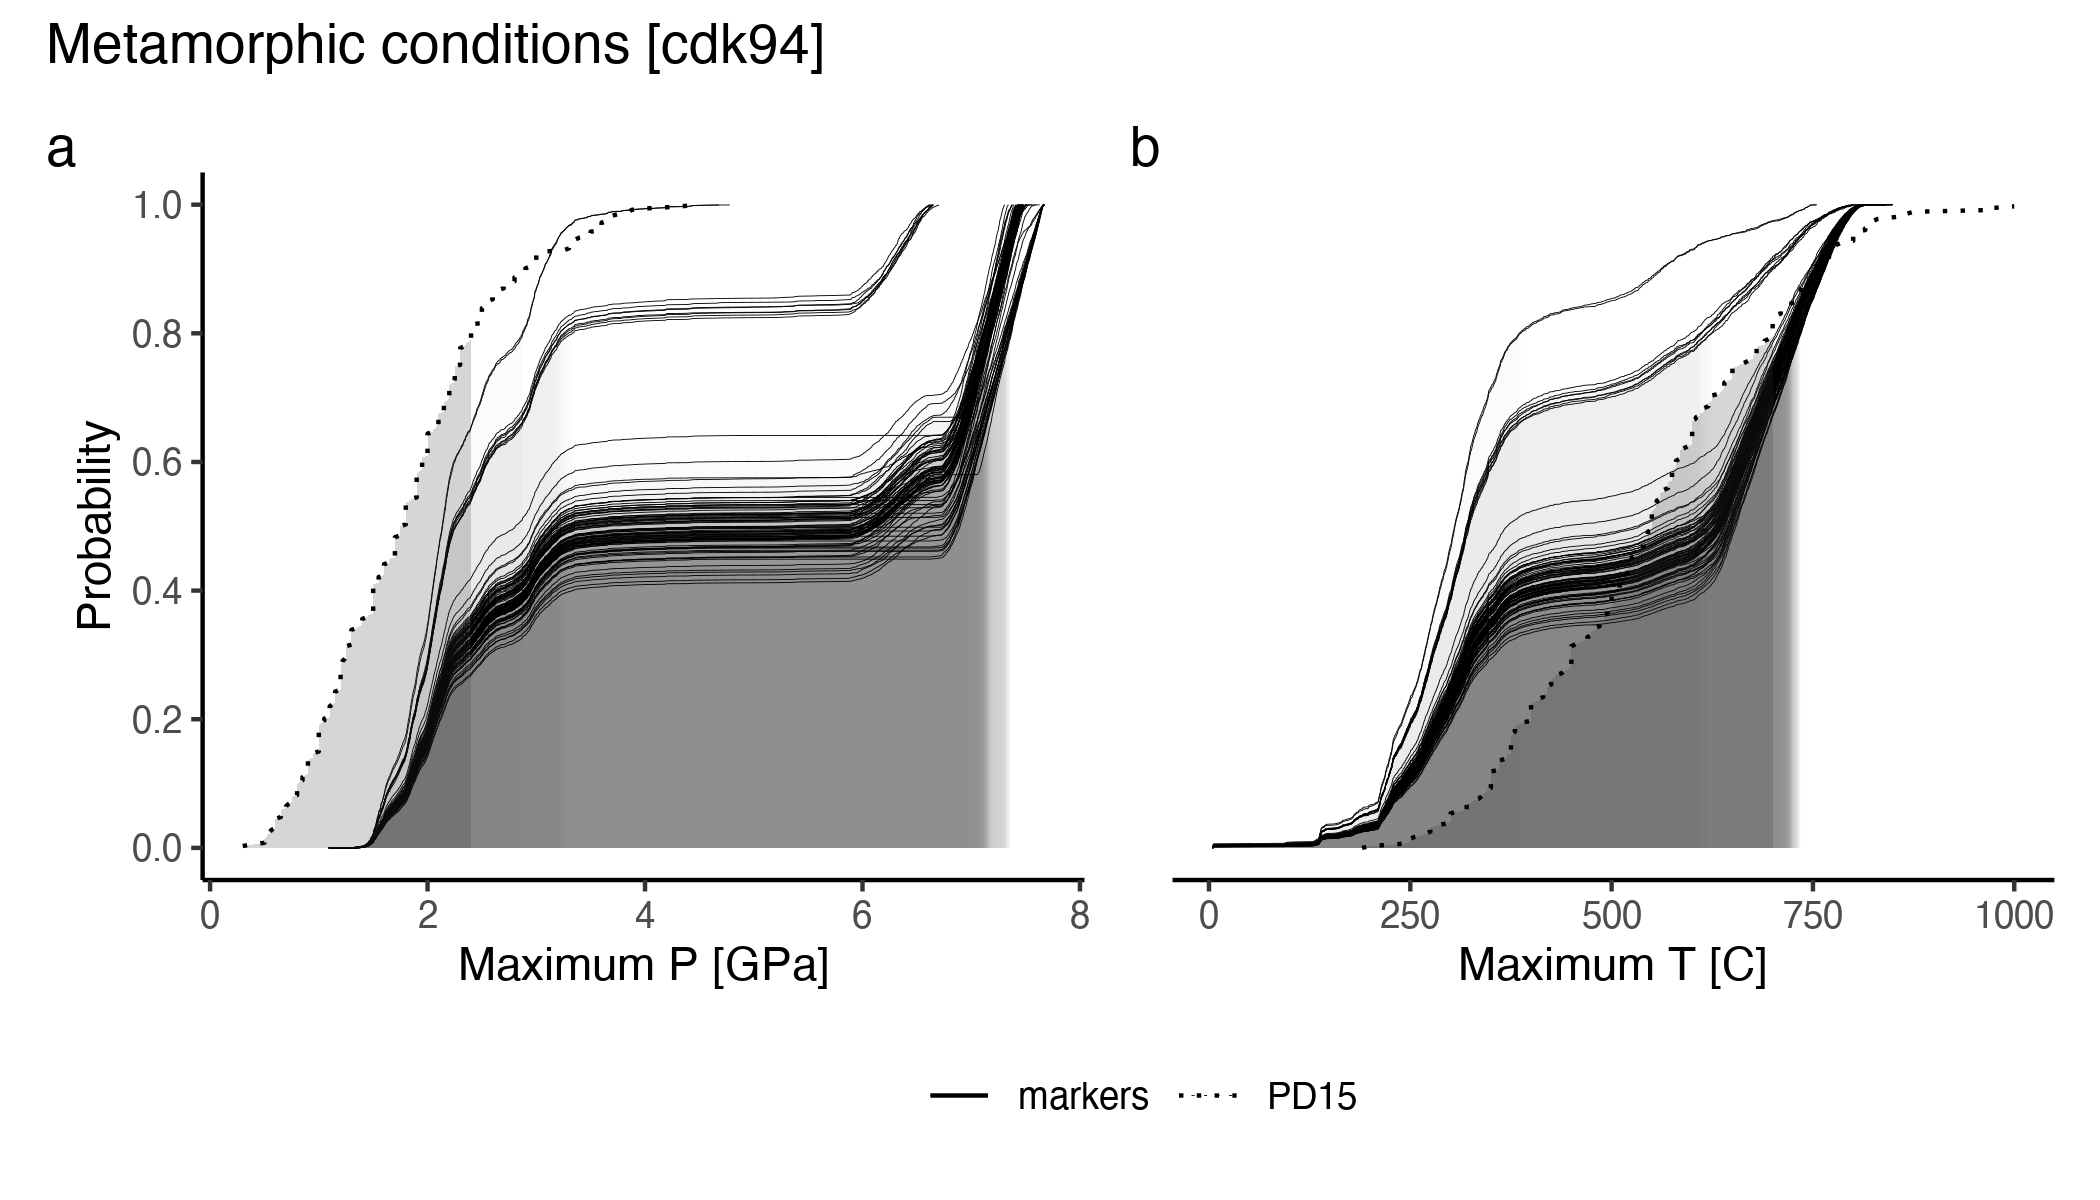 Metamorphic conditions [cdk94]
a
b
Probability
1.0
0.8
0.6
0.4
0.2
0.0
0 2 4 6 8
Maximum P [GPa]
0 250 500 750 1000
Maximum T [C]
markers PD15